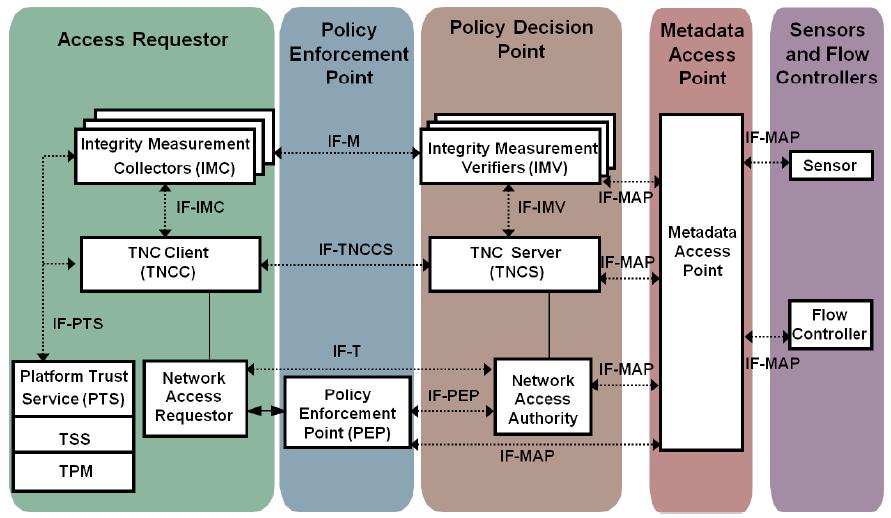 Access Requestor
Policy
Enforcement
Point
Policy Decision
Point
Metadata
Access
Point
Sensors
and Flow
Controllers
Integrity Measurement
Collectors (IMC)
IF-M
Integrity Measurement
Verifiers (IMV)
IF-MAP
IF-MAP
Sensor
IF-IMC
IF-IMV
TNC Client
(TNCC)
IF-TNCCS
TNC Server
(TNCS)
IF-MAP
Metadata
Access
Point
IF-PTS
Flow
Controller
IF-MAP
Platform Trust
Service (PTS)
TSS
TPM
Network
Access
Requestor
IF-T
Policy
Enforcement
Point (PEP)
IF-PEP
Network
Access
Authority
IF-MAP
IF-MAP